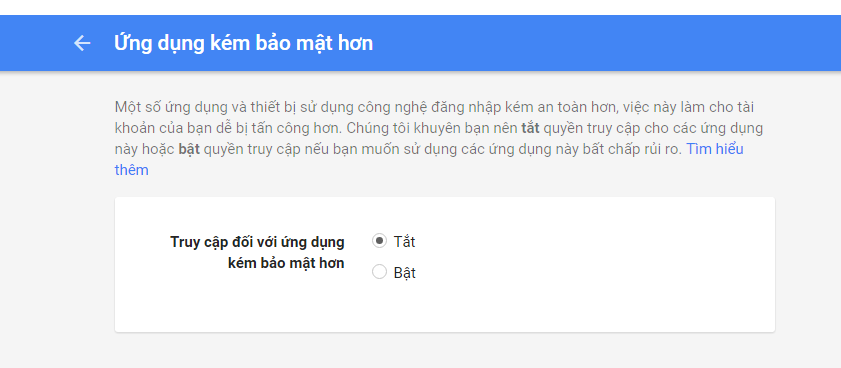 Ứng dụng kém bảo mật hơn
Một số ứng dụng và thiết bị sử dụng công nghệ đăng nhập kém an toàn hơn, việc này làm cho tài
khoản của bạn dễ bị tấn công hơn. Chúng tôi khuyên bạn nên tắt quyền truy cập cho các ứng dụng
này hoặc bật quyền truy cập nếu bạn muốn sử dụng các ứng dụng này bất chấp rủi ro. Tìm hiểu
thêm
Truy cập đối với ứng dụng
kém bảo mật hơn
Tắt
Bật